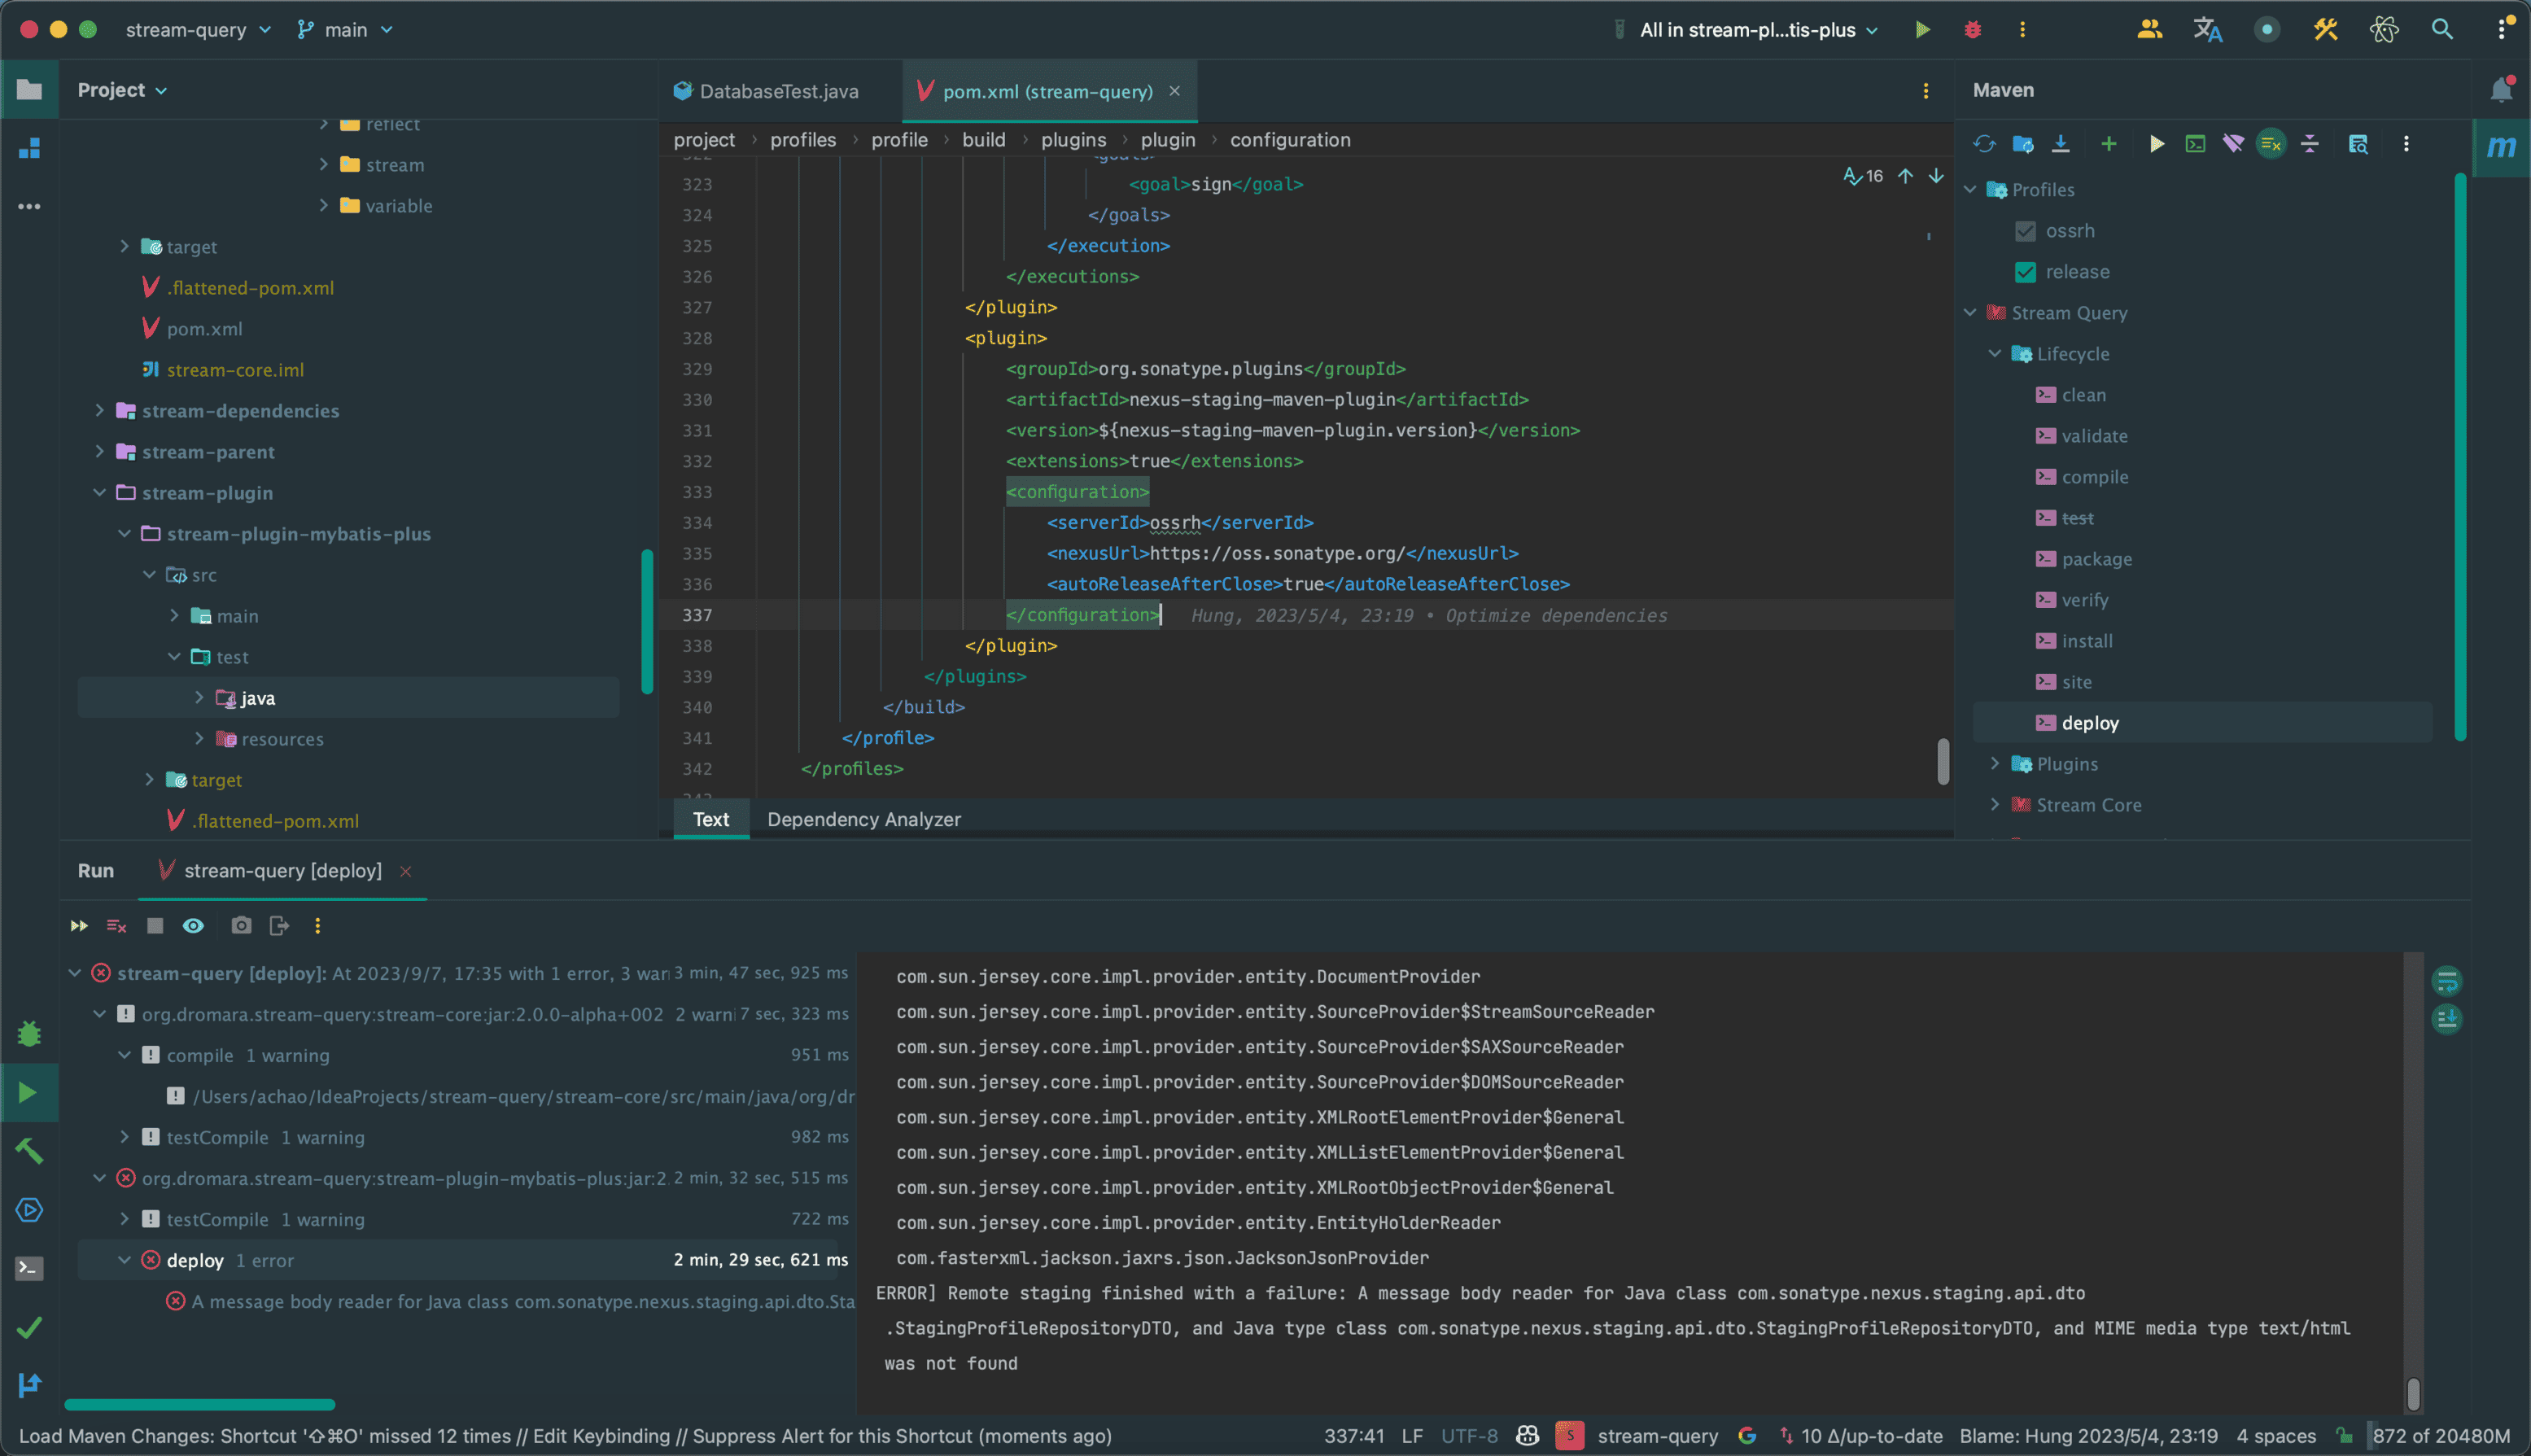 stream-query
main
All in stream-pl...tis-plus
Project
reflect
stream
variable
target
.flattened-pom.xml
pom.xml
stream-core.iml
stream-dependencies
stream-parent
stream-plugin
stream-plugin-mybatis-plus
src
main
test
java
resources
target
.flattened-pom.xml
DatabaseTest.java
pom.xml (stream-query)
project > profiles > profile > build > plugins > plugin > configuration
16
323 <goal>sign</goal>
324 </goals>
325 </execution>
326 </executions>
327 </plugin>
328 <plugin>
329 <groupId>org.sonatype.plugins</groupId>
330 <artifactId>nexus-staging-maven-plugin</artifactId>
331 <version>${nexus-staging-maven-plugin.version}</version>
332 <extensions>true</extensions>
333 <configuration>
334 <serverId>ossrh</serverId>
335 <nexusUrl>https://oss.sonatype.org/</nexusUrl>
336 <autoReleaseAfterClose>true</autoReleaseAfterClose>
337 </configuration> Hung, 2023/5/4, 23:19 • Optimize dependencies
338 </plugin>
339 </plugins>
340 </build>
341 </profile>
342 </profiles>
Text
Dependency Analyzer
Maven
m
Profiles
ossrh
release
Stream Query
Lifecycle
clean
validate
compile
test
package
verify
install
site
deploy
Plugins
Stream Core
Run
stream-query [deploy]
stream-query [deploy]: At 2023/9/7, 17:35 with 1 error, 3 war 3 min, 47 sec, 925 ms
org.dromara.stream-query:stream-core:jar:2.0.0-alpha+002 2 warni 7 sec, 323 ms
compile 1 warning 951 ms
/Users/achao/IdeaProjects/stream-query/stream-core/src/main/java/org/dr
testCompile 1 warning 982 ms
org.dromara.stream-query:stream-plugin-mybatis-plus:jar:2. 2 min, 32 sec, 515 ms
testCompile 1 warning 722 ms
deploy 1 error 2 min, 29 sec, 621 ms
A message body reader for Java class com.sonatype.nexus.staging.api.dto.Sta
com.sun.jersey.core.impl.provider.entity.DocumentProvider
com.sun.jersey.core.impl.provider.entity.SourceProvider$StreamSourceReader
com.sun.jersey.core.impl.provider.entity.SourceProvider$SAXSourceReader
com.sun.jersey.core.impl.provider.entity.SourceProvider$DOMSourceReader
com.sun.jersey.core.impl.provider.entity.XMLRootElementProvider$General
com.sun.jersey.core.impl.provider.entity.XMLListElementProvider$General
com.sun.jersey.core.impl.provider.entity.XMLRootObjectProvider$General
com.sun.jersey.core.impl.provider.entity.EntityHolderReader
com.fasterxml.jackson.jaxrs.json.JacksonJsonProvider
ERROR] Remote staging finished with a failure: A message body reader for Java class com.sonatype.nexus.staging.api.dto
.StagingProfileRepositoryDTO, and Java type class com.sonatype.nexus.staging.api.dto.StagingProfileRepositoryDTO, and MIME media type text/html
was not found
Load Maven Changes: Shortcut '⇧⌘O' missed 12 times // Edit Keybinding // Suppress Alert for this Shortcut (moments ago)
337:41 LF UTF-8 S stream-query G 10 Δ/up-to-date Blame: Hung 2023/5/4, 23:19 4 spaces 872 of 20480M